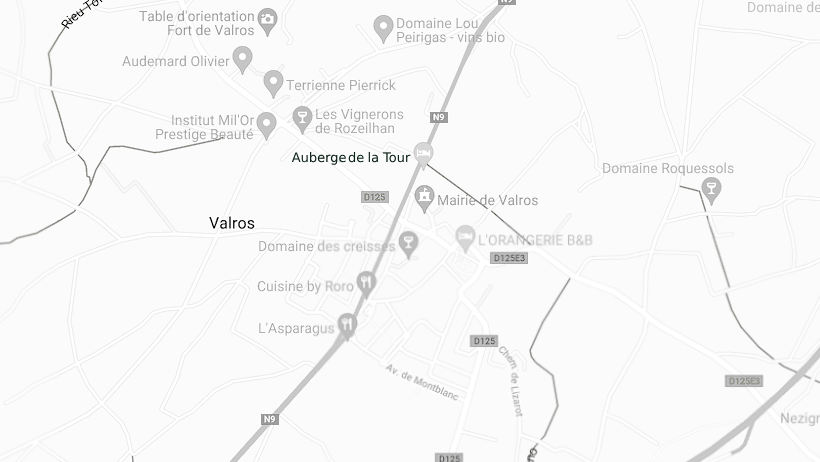 N9
Rieu Tor
Table d'orientation
Fort de Valros
Domaine Lou
Peirigas - vins bio
Domaine de
Audemard Olivier
Terrienne Pierrick
Institut Mil'Or
Prestige Beauté
Les Vignerons
de Rozeilhan
N9
Auberge de la Tour
Domaine Roquessols
D125
Mairie de Valros
Valros
Domaine des creisses
L'ORANGERIE B&B
D125E3
Cuisine by Roro
L'Asparagus
D125
Av. de Montblanc
Chem. de Lizarot
D125E3
N9
Nezign
D125